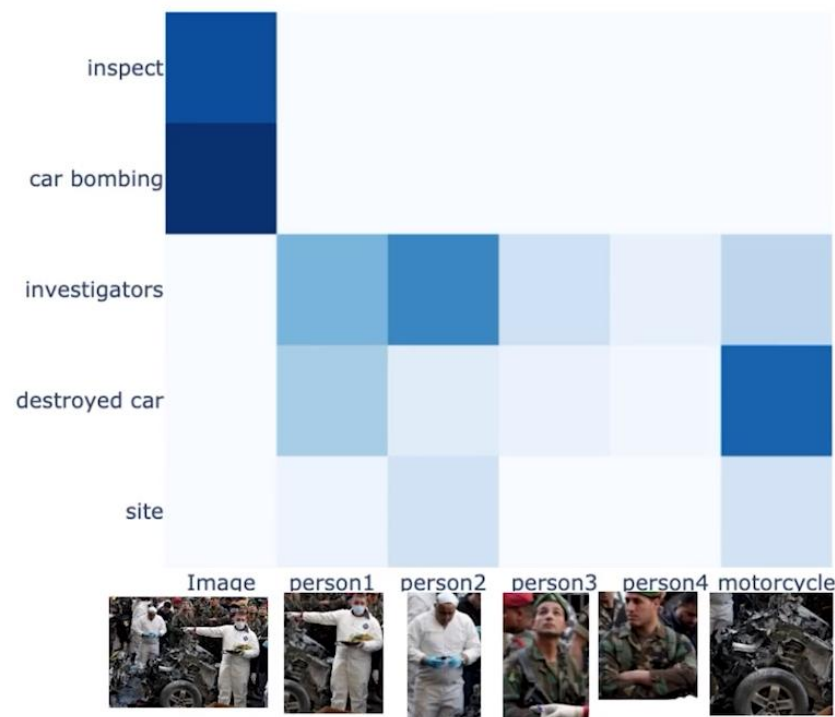 inspect
car bombing
investigators
destroyed car
site
Image person1 person2 person3 person4 motorcycle